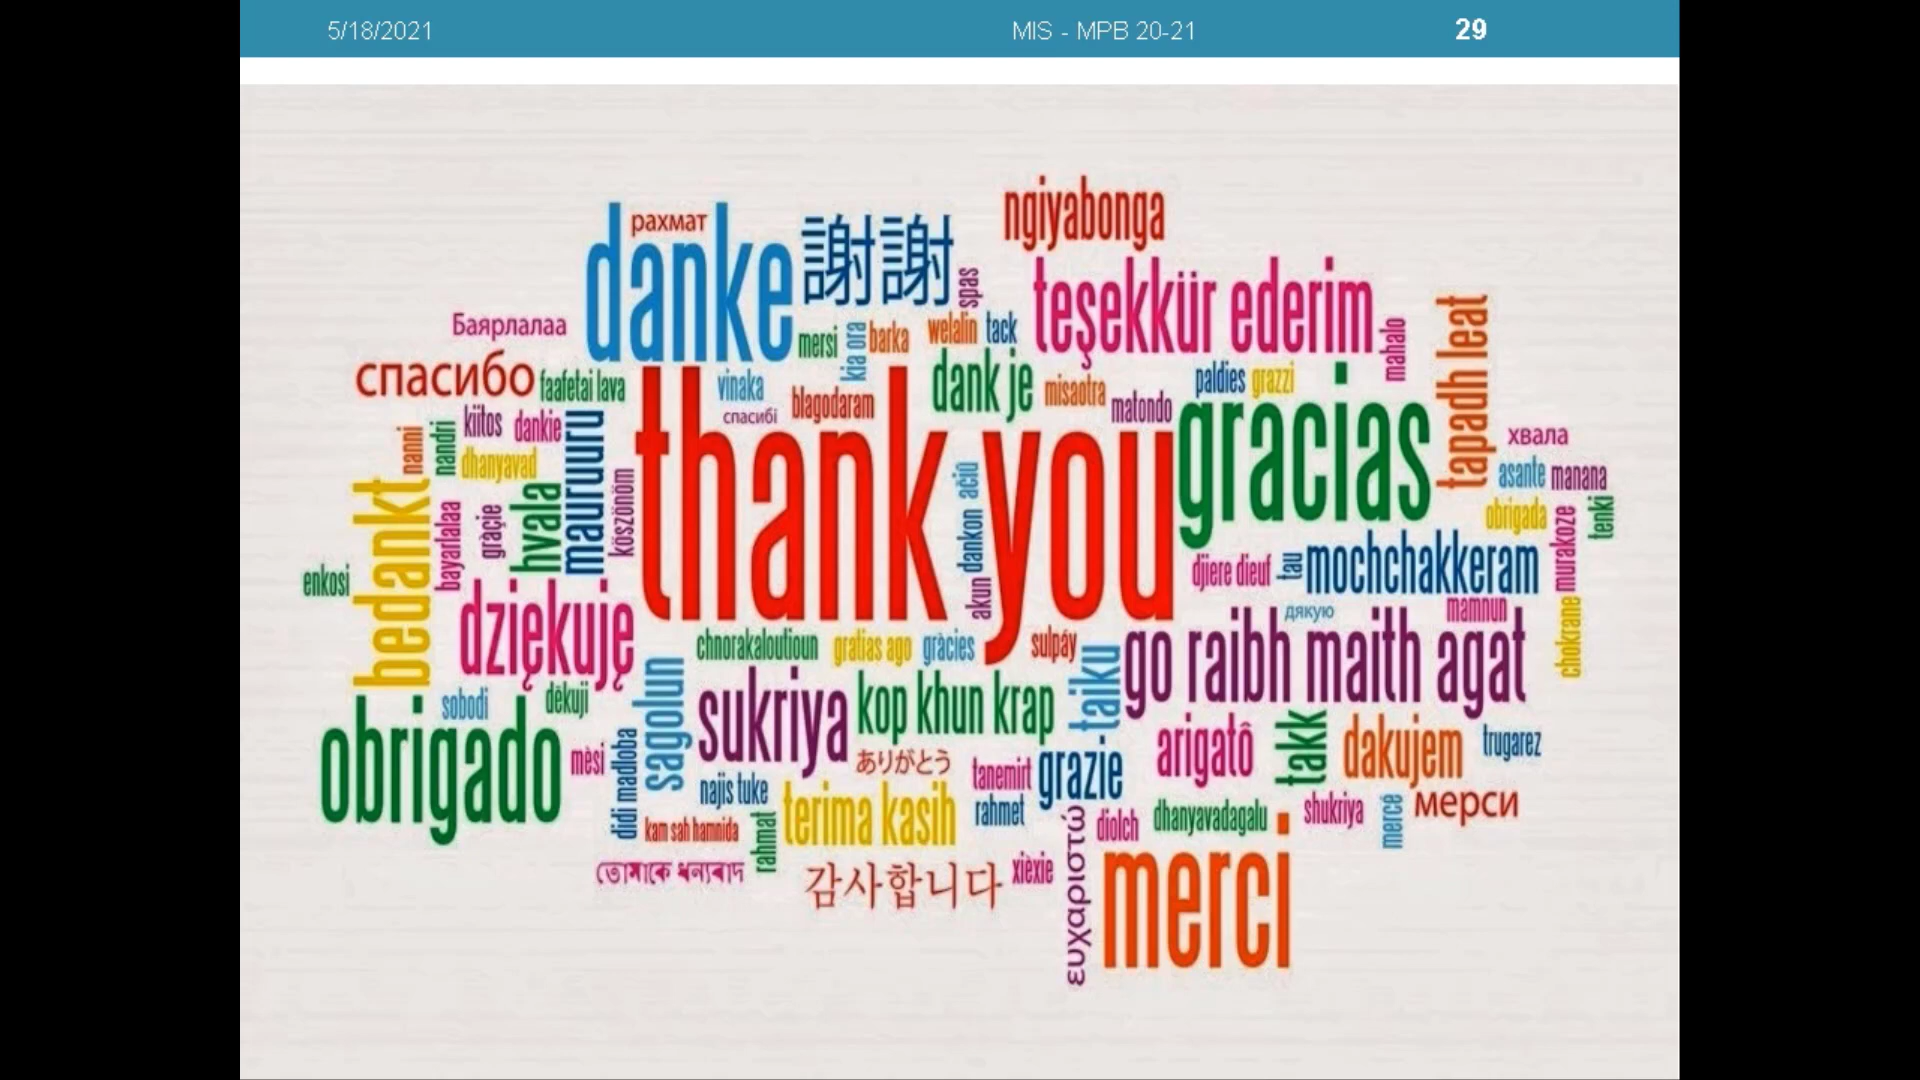 5/18/2021
MIS - MPB 20-21
29
ngiyabonga
рахмат
danke
謝謝
spas
teşekkür ederim
Баярлалаа
mersi
kia ora
barka
welalin
tack
mahalo
tapadh leat
спасибо
faafetai lava
vinaka
blagodaram
dank je
misaotra
matondo
paldies
grazzi
gracias
спасибі
thank you
хвала
nanni
nandri
kiitos
dankie
dhanyavad
mauruuru
köszönöm
bedankt
bayarlalaa
gràçie
hvala
ačiū
dankon
akun
asante
manana
obrigada
murakoze
tenki
enkosi
dziękuję
djiere dieuf
tau
mochchakkeram
дякую
mamnun
chokrane
chnorakaloutioun
gratias ago
gràcies
sulpáy
taiku
go raibh maith agat
sobodi
děkuji
sagolun
sukriya
kop khun krap
obrigado
mèsi
didi madloba
ありがとう
tanemirt
grazie
arigatô
takk
dakujem
trugarez
najis tuke
kam sah hamnida
rahmat
terima kasih
rahmet
ευχαριστώ
diolch
dhanyavadagalu
shukriya
mercé
мерси
তোমাকে ধন্যবাদ
감사합니다
xièxie
merci